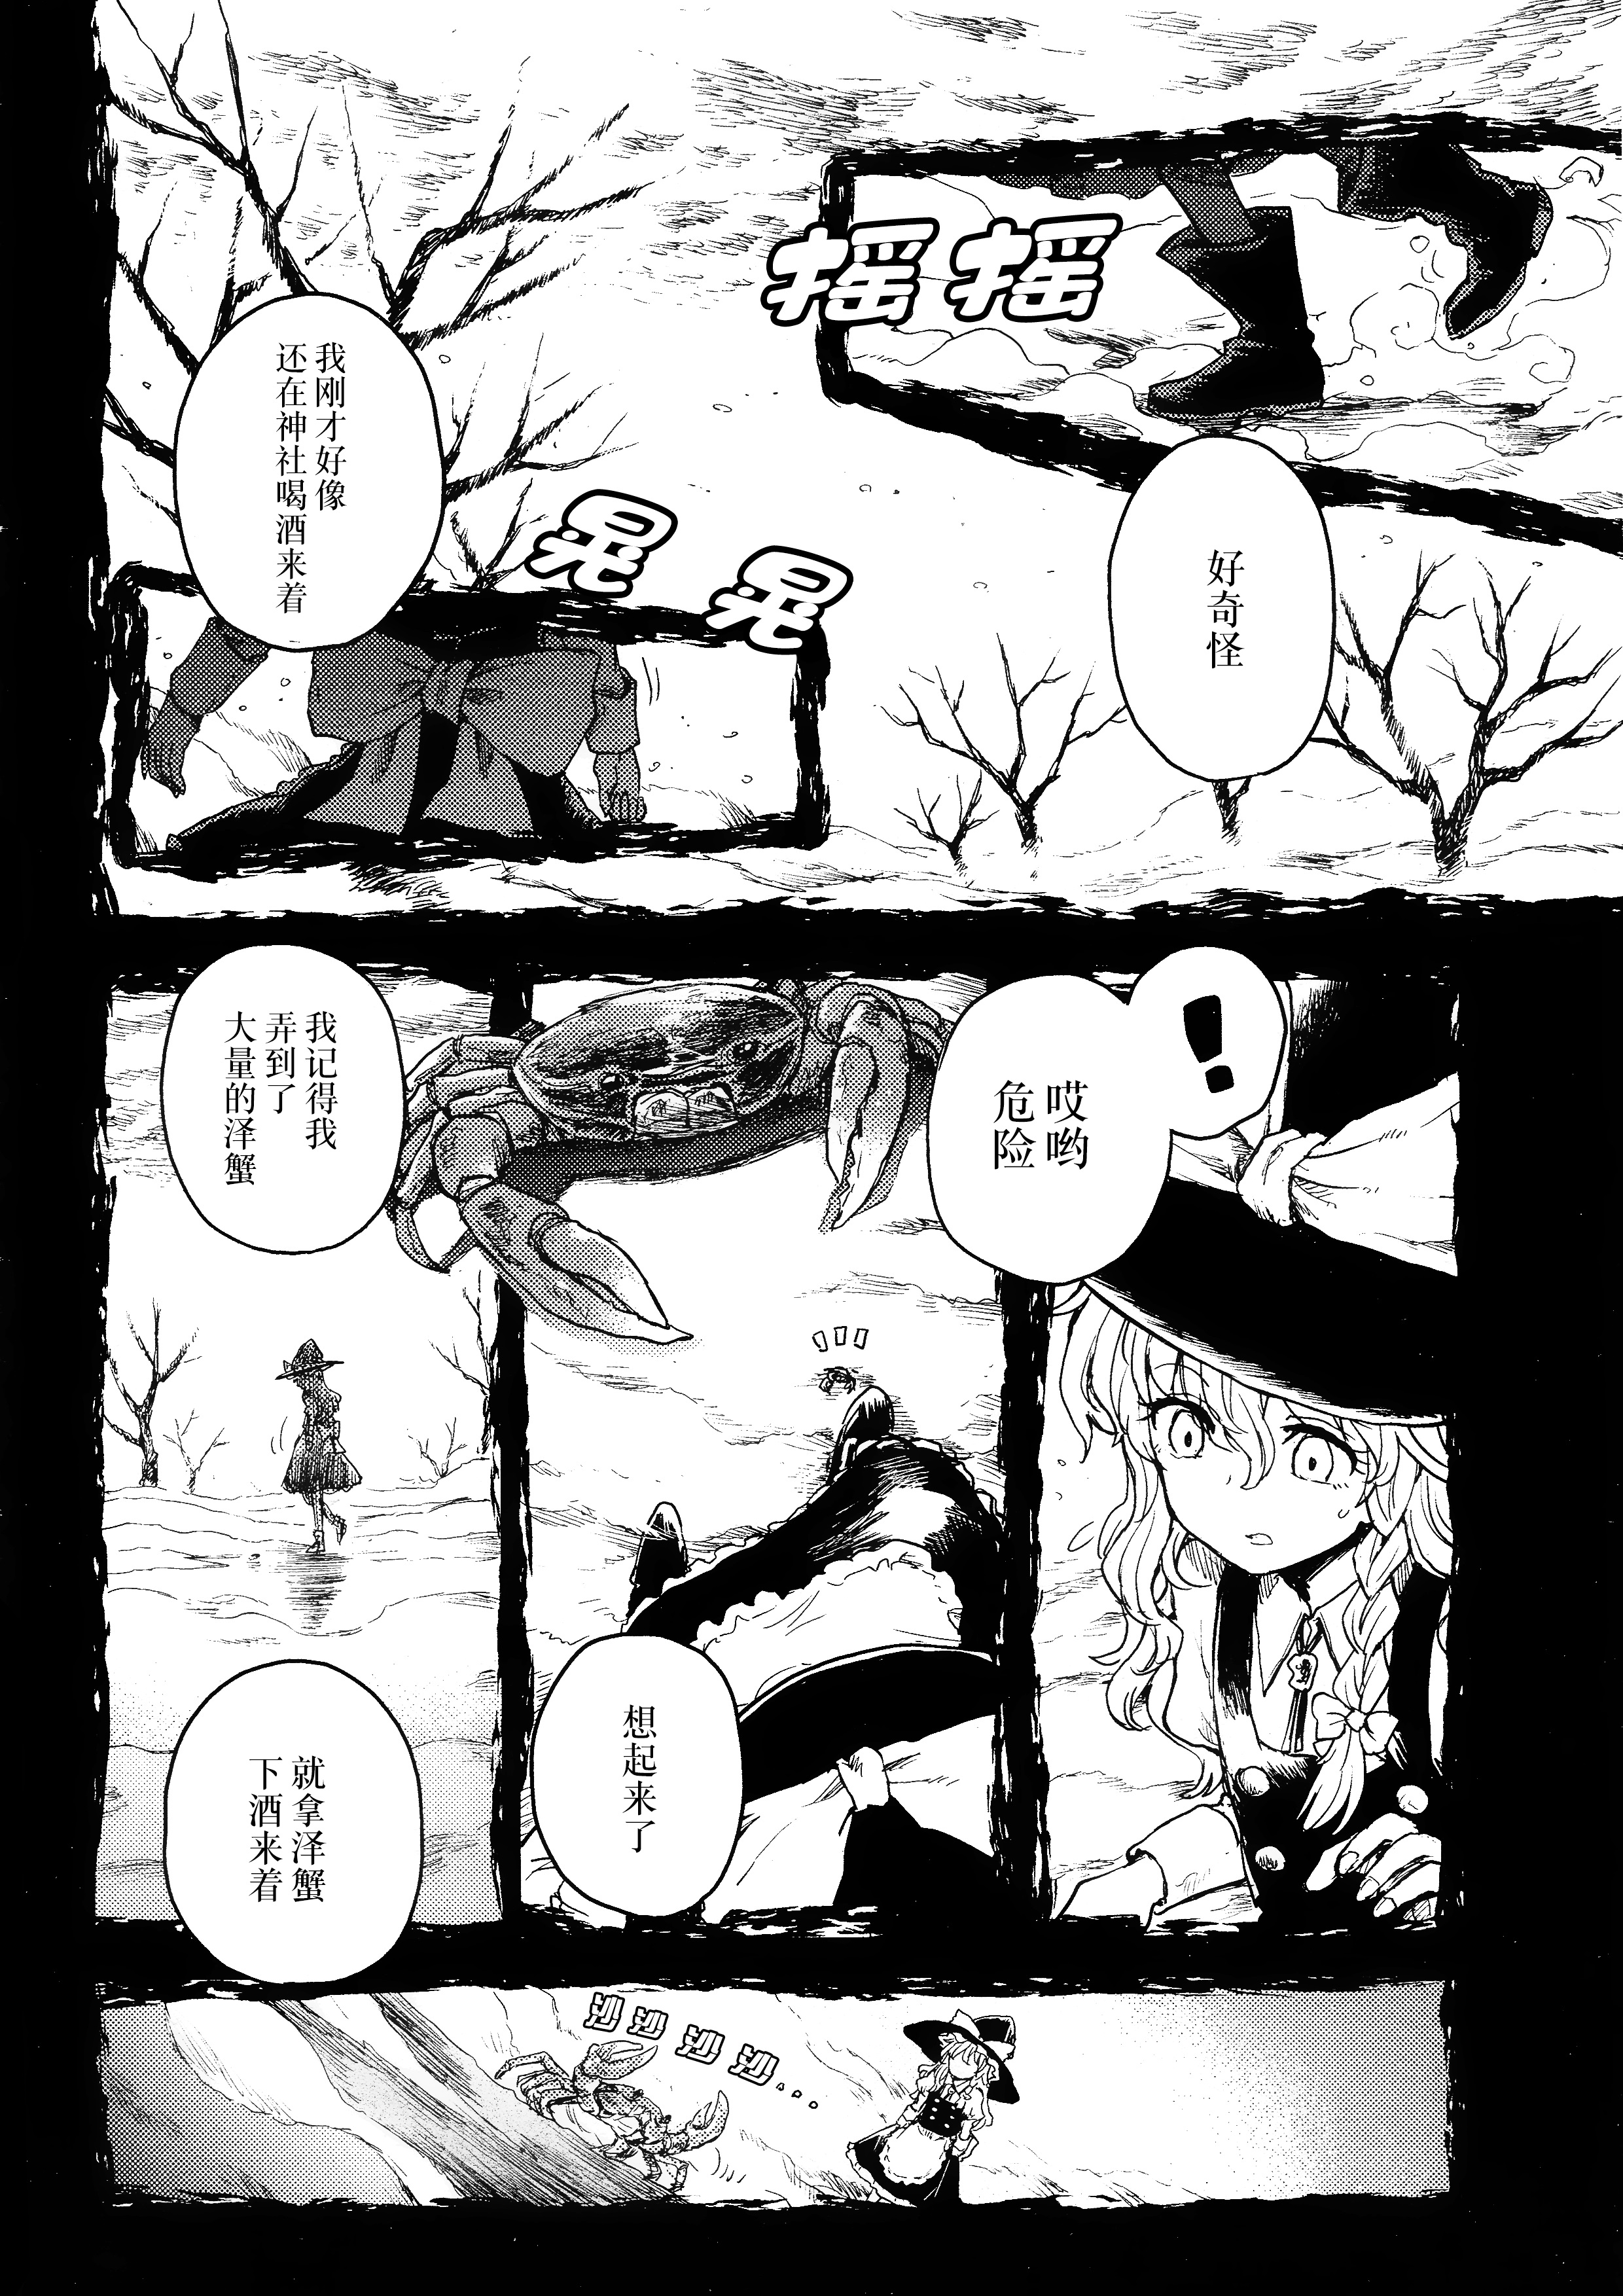 摇摇
好奇怪
晃晃
我刚才好像
还在神社喝酒来着
！
哎哟
危险
想起来了
我记得我
弄到了
大量的泽蟹
就拿泽蟹
下酒来着
沙沙沙沙...